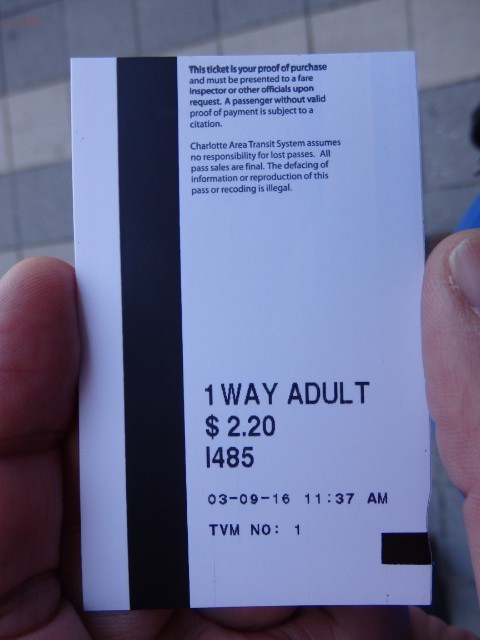 This ticket is your proof of purchase
and must be presented to a fare
inspector or other officials upon
request. A passenger without valid
proof of payment is subject to a
citation.
Charlotte Area Transit System assumes
no responsibility for lost passes. All
pass sales are final. The defacing of
information or reproduction of this
pass or recoding is illegal.
1 WAY ADULT
$ 2.20
I485
03-09-16 11:37 AM
TVM NO: 1